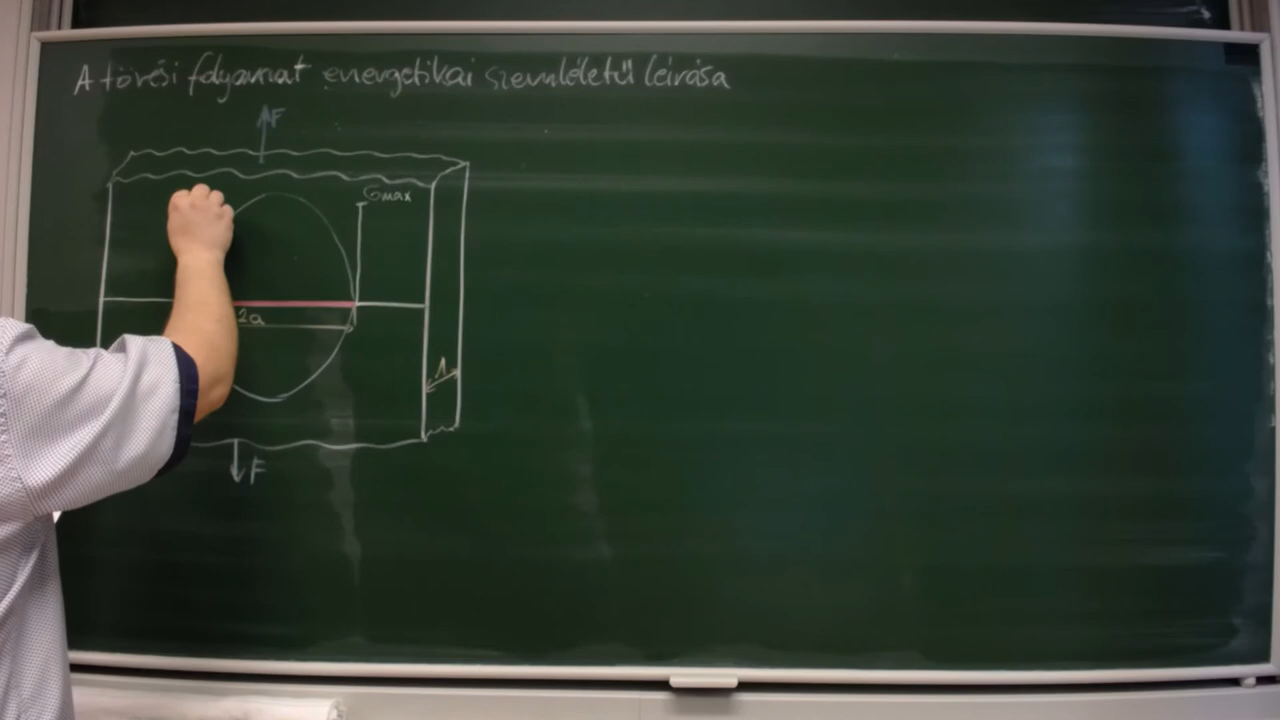 A törési folyamat energetikai szemléletű leírása
F
σmax
2a
1
F